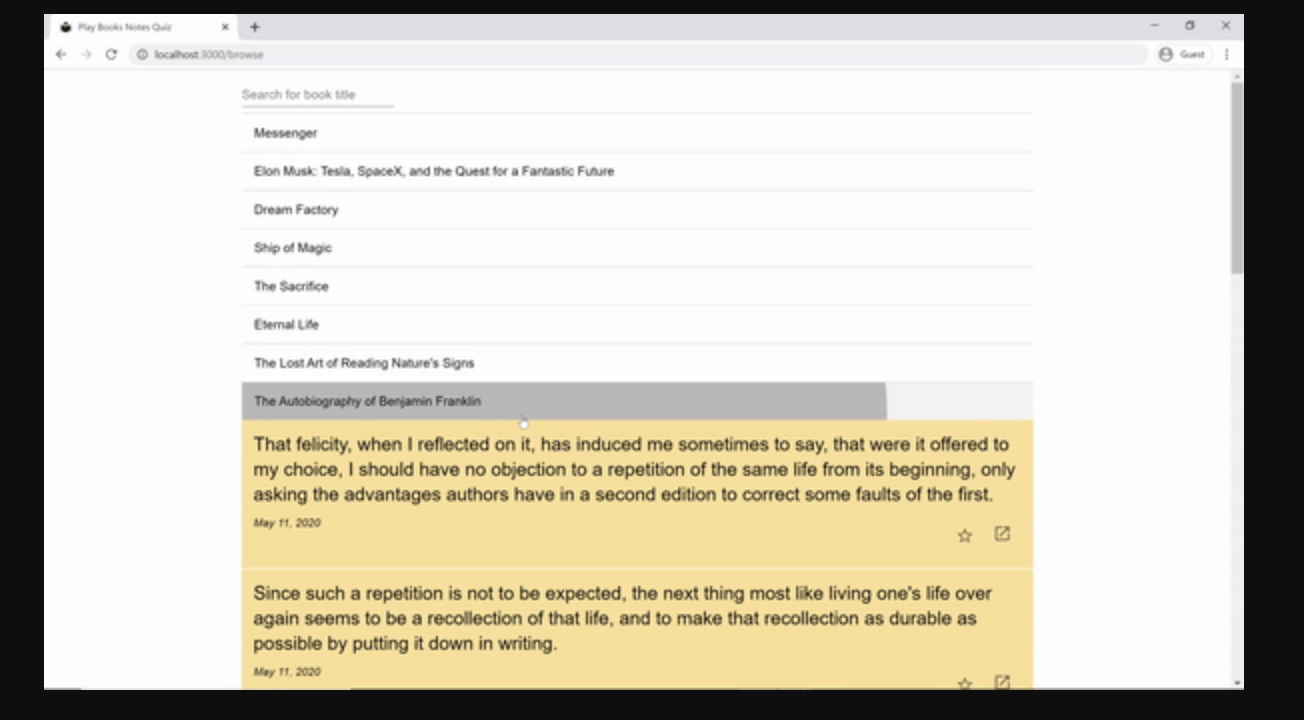 Play Books Notes Quiz
localhost:3000/browse
Guest
Search for book title
Messenger
Elon Musk: Tesla, SpaceX, and the Quest for a Fantastic Future
Dream Factory
Ship of Magic
The Sacrifice
Eternal Life
The Lost Art of Reading Nature's Signs
The Autobiography of Benjamin Franklin
That felicity, when I reflected on it, has induced me sometimes to say, that were it offered to
my choice, I should have no objection to a repetition of the same life from its beginning, only
asking the advantages authors have in a second edition to correct some faults of the first.
May 11, 2020
Since such a repetition is not to be expected, the next thing most like living one's life over
again seems to be a recollection of that life, and to make that recollection as durable as
possible by putting it down in writing.
May 11, 2020